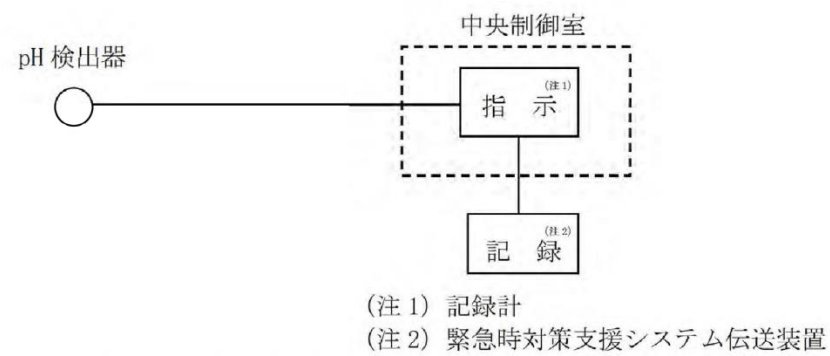 中央制御室
pH 検出器
指 示 (注1)
記 録 (注2)
(注 1) 記録計
(注 2) 緊急時対策支援システム伝送装置